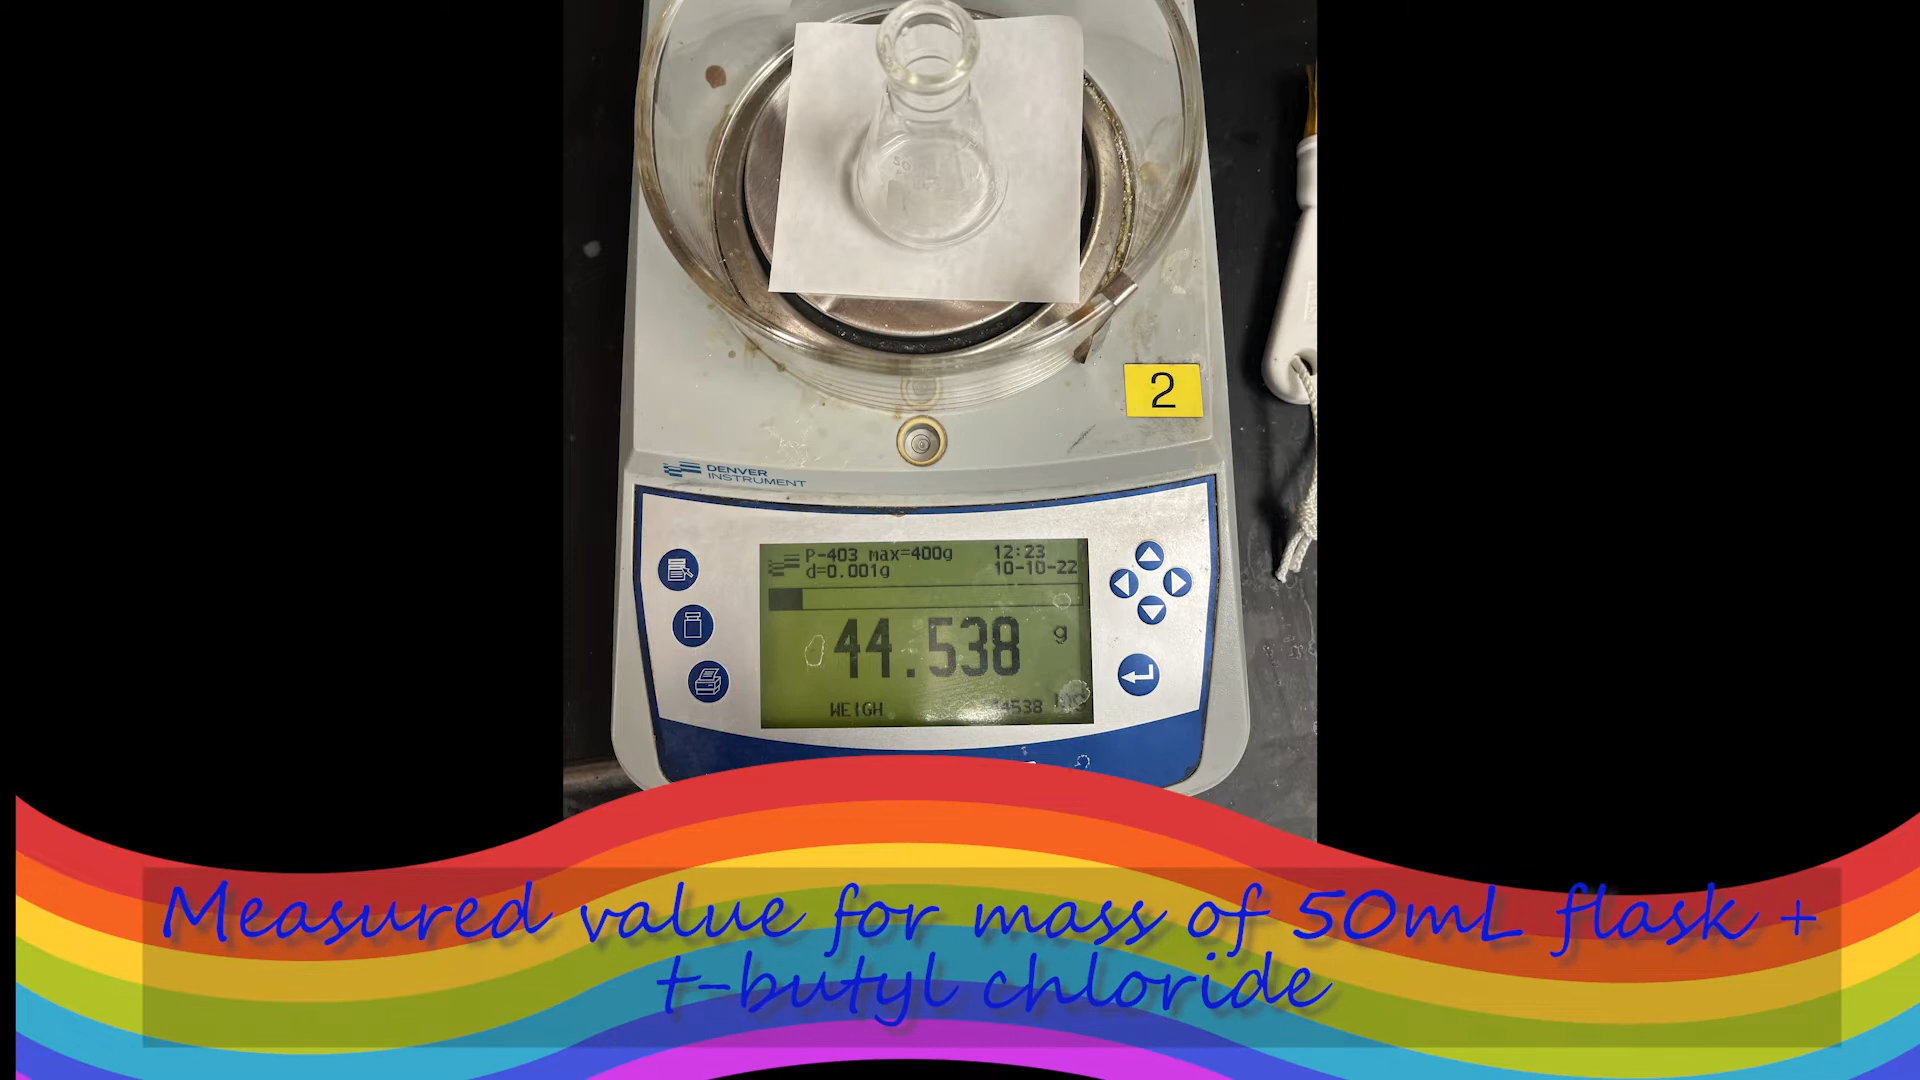 50
2
DENVER
INSTRUMENT
P-403 max=400g
d=0.001g
12:23
10-10-22
44.538 g
WEIGH
Measured value for mass of 50mL flask +
t-butyl chloride